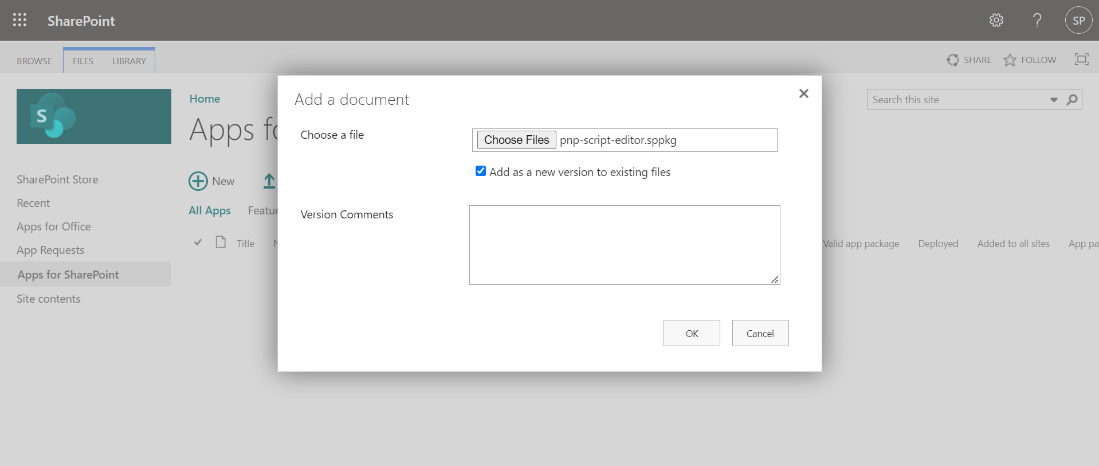 SharePoint
?
SP
BROWSE
FILES
LIBRARY
SHARE
FOLLOW
S
Home
Apps fo
Search this site
SharePoint Store
Recent
Apps for Office
App Requests
Apps for SharePoint
Site contents
New
All Apps
Featu
Title
Valid app package
Deployed
Added to all sites
App pa
Add a document
Choose a file
Choose Files pnp-script-editor.sppkg
Add as a new version to existing files
Version Comments
OK
Cancel